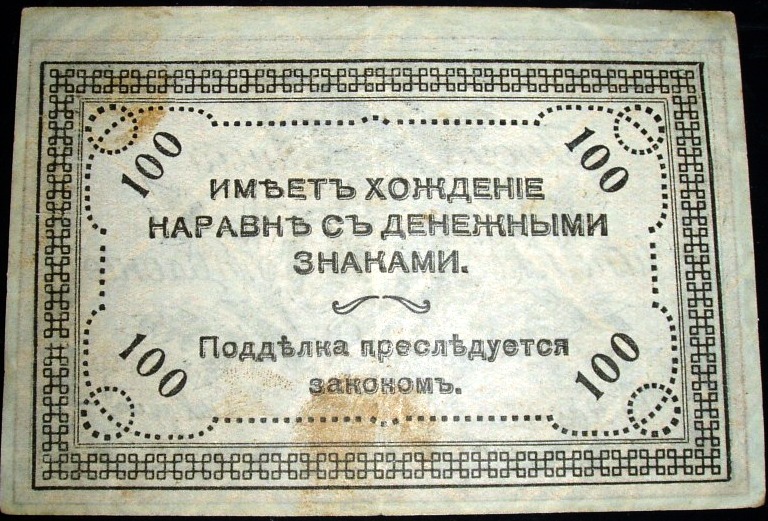 100 100
ИМѢЕТЪ ХОЖДЕНІЕ
НАРАВНѢ СЪ ДЕНЕЖНЫМИ
ЗНАКАМИ.
Поддѣлка преслѣдуется
закономъ.
100 100